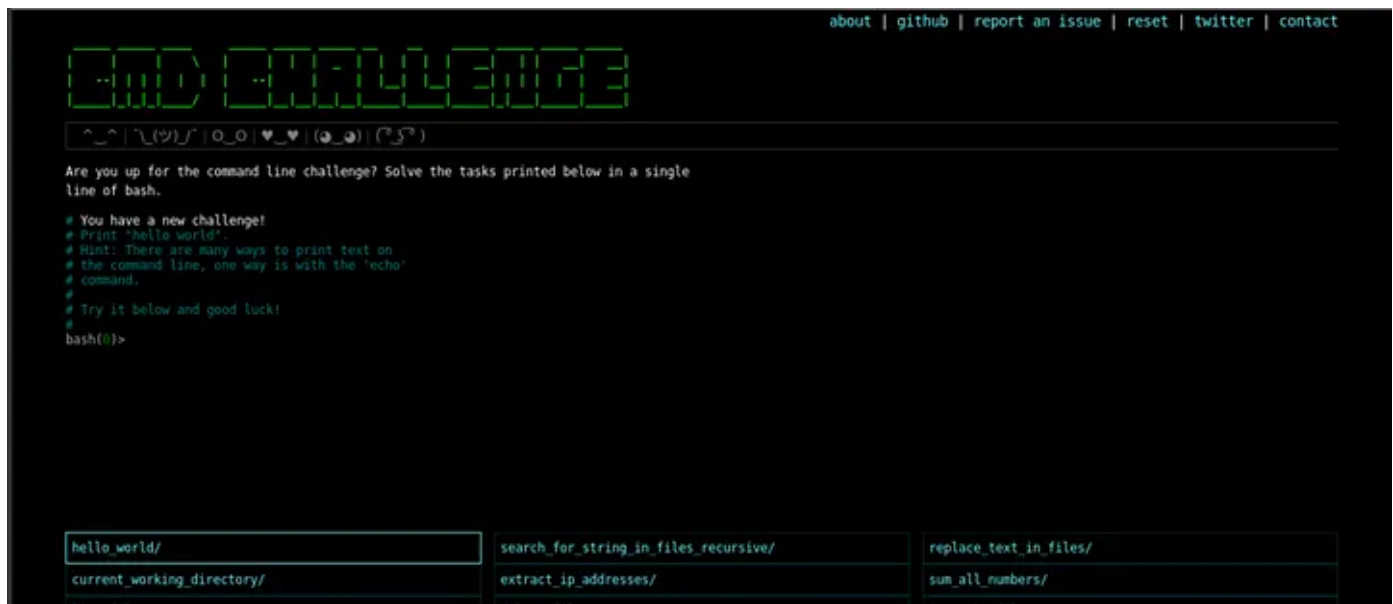 about | github | report an issue | reset | twitter | contact
CMD CHALLENGE
^‿^ | ¯\_(ツ)_/¯ | ʘ‿ʘ | ♥‿♥ | (◕‿◕) | ( ͡° ͜ʖ ͡° )
Are you up for the command line challenge? Solve the tasks printed below in a single
line of bash.
# You have a new challenge!
# Print "hello world".
# Hint: There are many ways to print text on
# the command line, one way is with the 'echo'
# command.
#
# Try it below and good luck!
#
bash(0)>
hello_world/ search_for_string_in_files_recursive/ replace_text_in_files/
current_working_directory/ extract_ip_addresses/ sum_all_numbers/